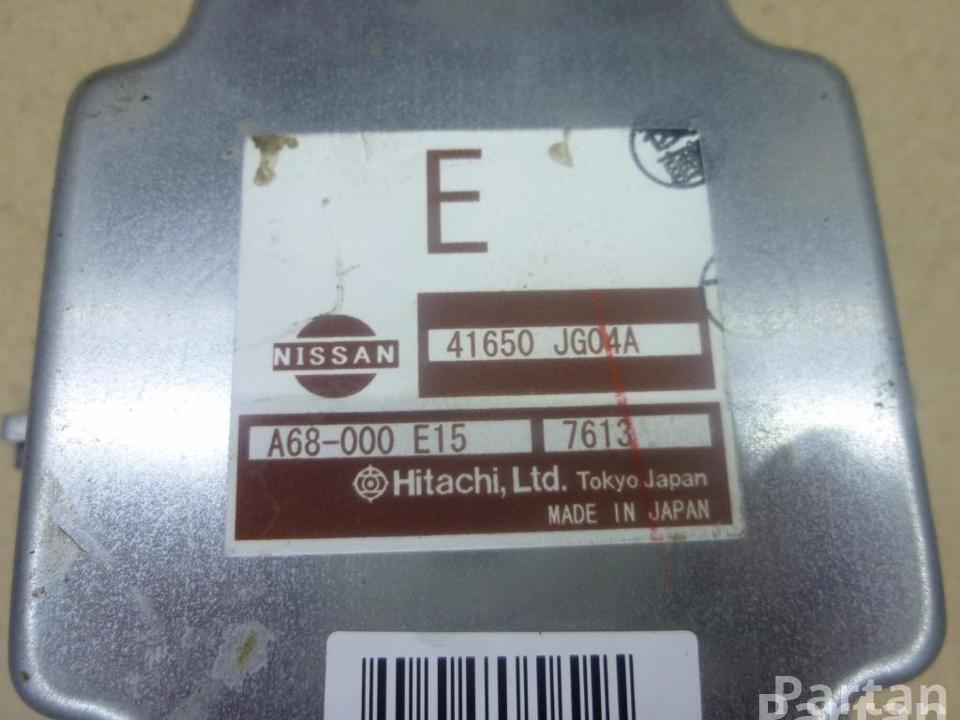 E
NISSAN
41650 JG04A
A68-000 E15 7613
Hitachi, Ltd. Tokyo Japan
MADE IN JAPAN
Partan